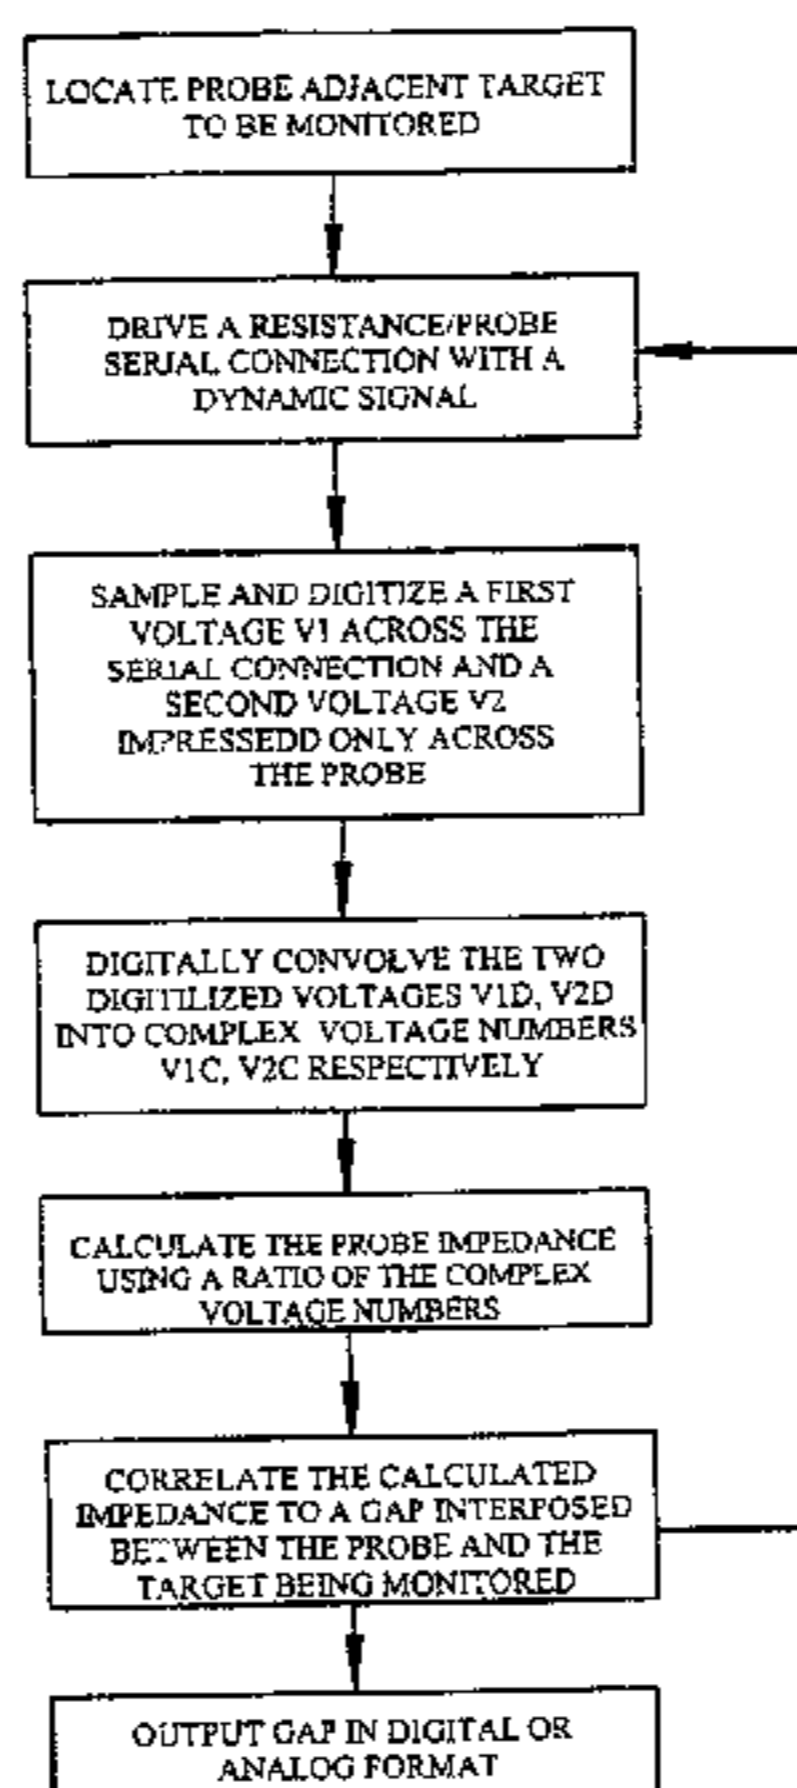 LOCATE PROBE ADJACENT TARGET
TO BE MONITORED
DRIVE A RESISTANCE/PROBE
SERIAL CONNECTION WITH A
DYNAMIC SIGNAL
SAMPLE AND DIGITIZE A FIRST
VOLTAGE V1 ACROSS THE
SERIAL CONNECTION AND A
SECOND VOLTAGE V2
IMPRESSEDD ONLY ACROSS
THE PROBE
DIGITALLY CONVOLVE THE TWO
DIGITILIZED VOLTAGES V1D, V2D
INTO COMPLEX VOLTAGE NUMBERS
V1C, V2C RESPECTIVELY
CALCULATE THE PROBE IMPEDANCE
USING A RATIO OF THE COMPLEX
VOLTAGE NUMBERS
CORRELATE THE CALCULATED
IMPEDANCE TO A GAP INTERPOSED
BETWEEN THE PROBE AND THE
TARGET BEING MONITORED
OUTPUT GAP IN DIGITAL OR
ANALOG FORMAT